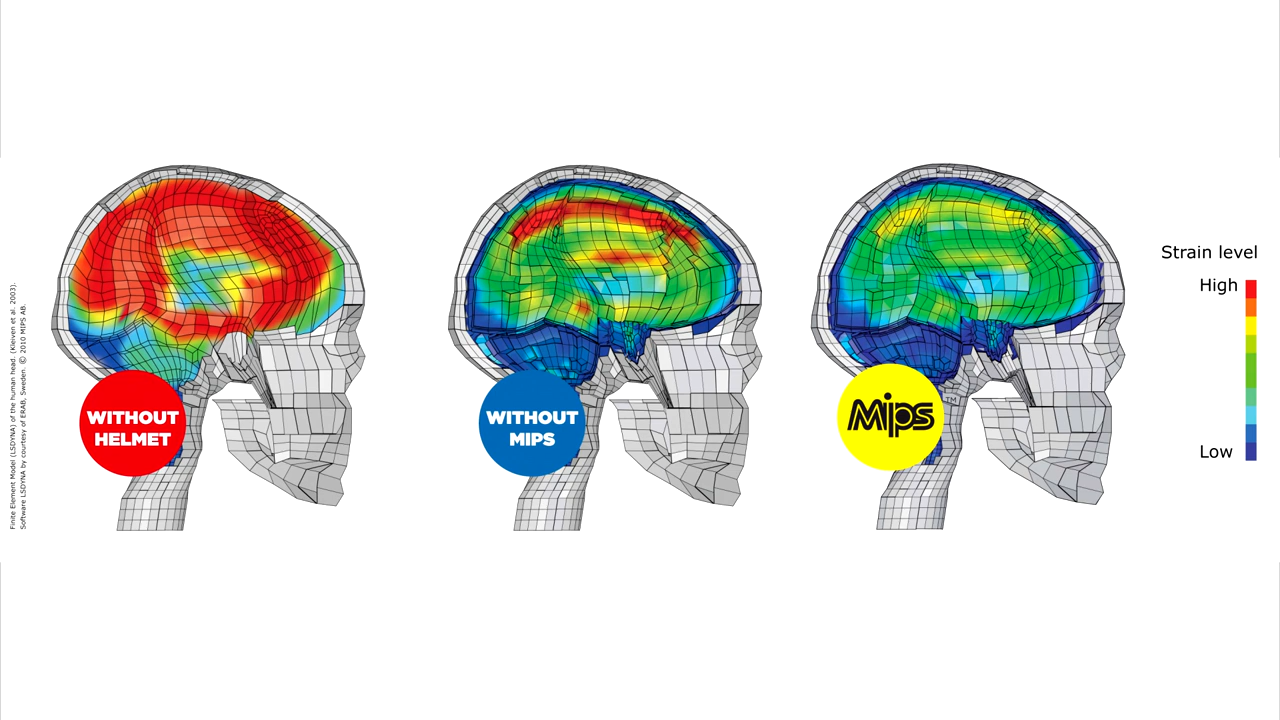 Finite Element Model (LSDYNA) of the human head. (Kleiven et al. 2003).
Software LSDYNA by courtesy of ERAB, Sweden. © 2010 MIPS AB.
WITHOUT
HELMET
WITHOUT
MIPS
Mips
TM
Strain level
High
Low